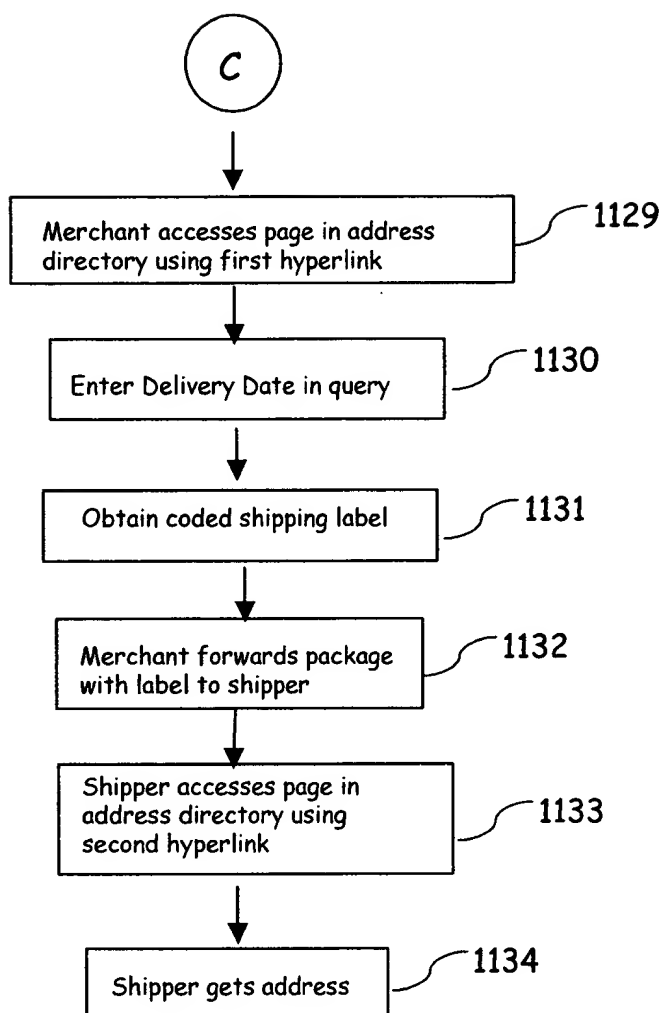 C
Merchant accesses page in address
directory using first hyperlink
1129
Enter Delivery Date in query
1130
Obtain coded shipping label
1131
Merchant forwards package
with label to shipper
1132
Shipper accesses page in
address directory using
second hyperlink
1133
Shipper gets address
1134